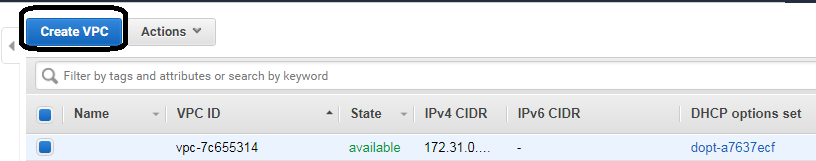 Create VPC Actions
Filter by tags and attributes or search by keyword
Name VPC ID State IPv4 CIDR IPv6 CIDR DHCP options set
vpc-7c655314 available 172.31.0.... - dopt-a7637ecf